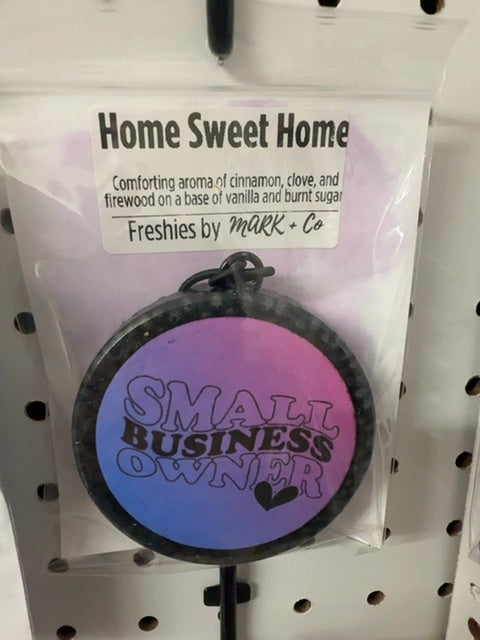 Home Sweet Home
Comforting aroma of cinnamon, clove, and
firewood on a base of vanilla and burnt sugar
Freshies by MARK + Co
SMALL
BUSINESS
OWNER